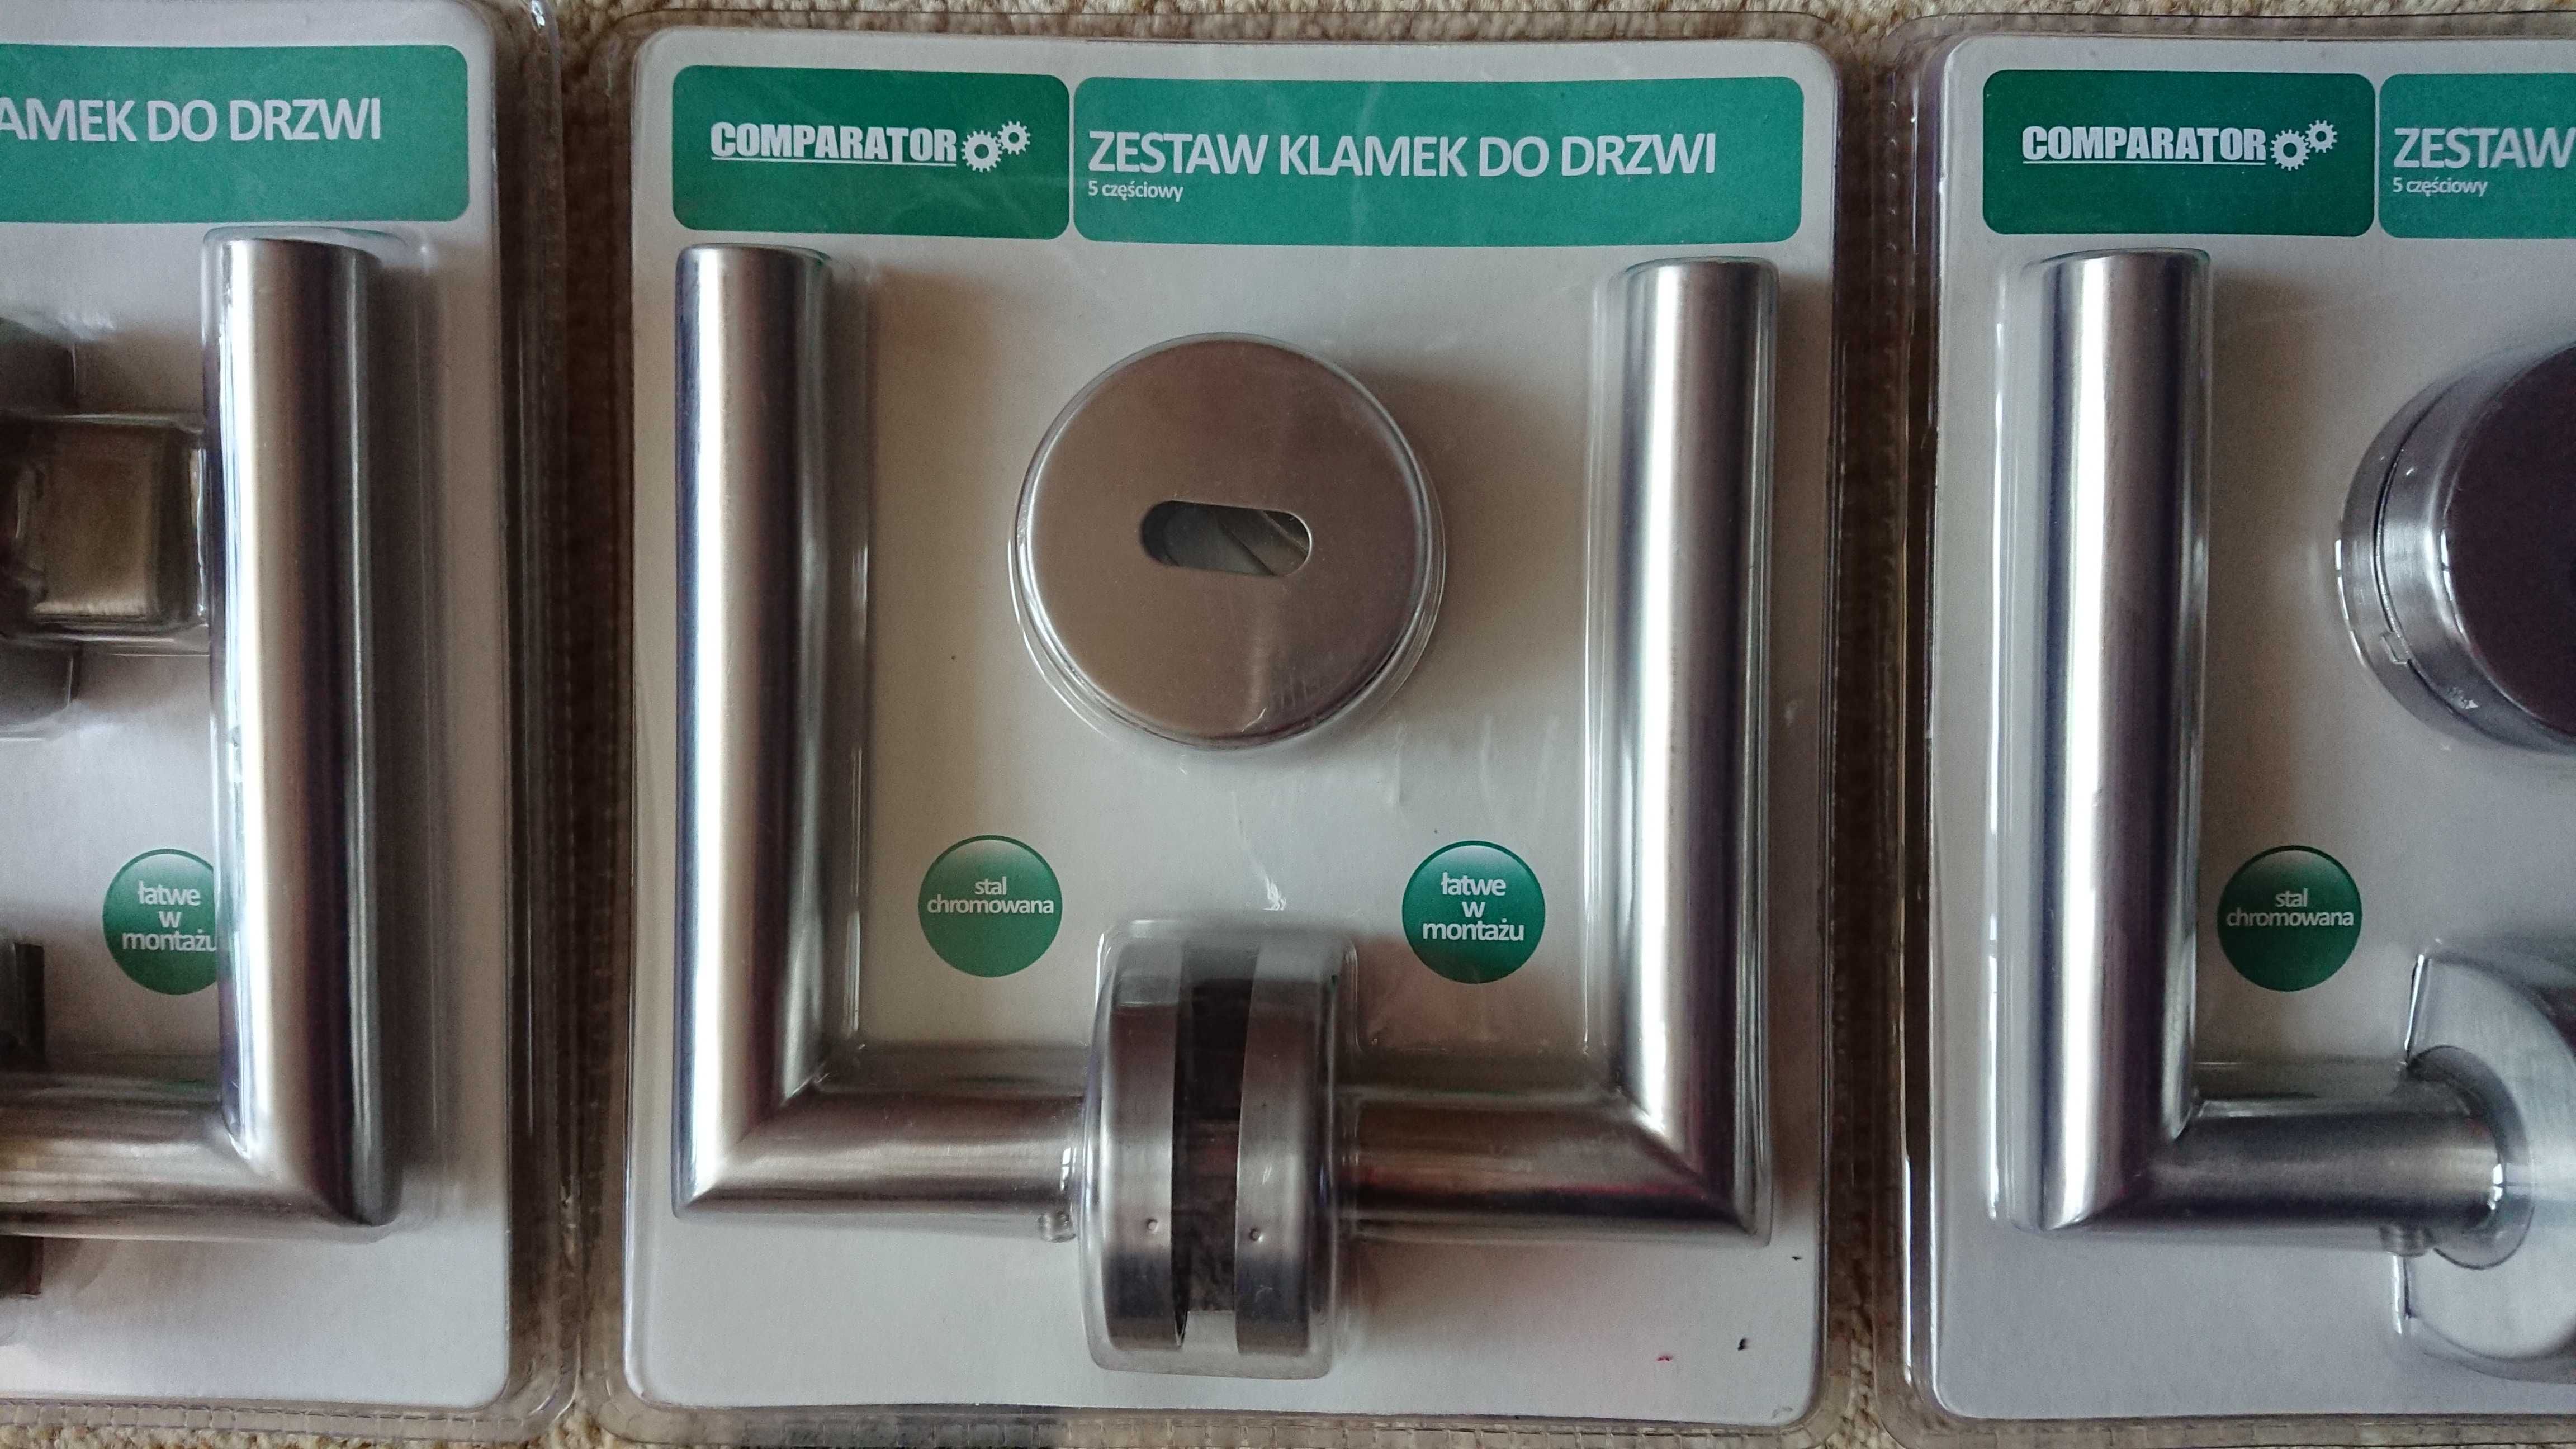 AMEK DO DRZWI
łatwe
w
montażu
COMPARATOR
ZESTAW KLAMEK DO DRZWI
5 częściowy
stal
chromowana
łatwe
w
montażu
COMPARATOR
ZESTAW
5 częściowy
stal
chromowana